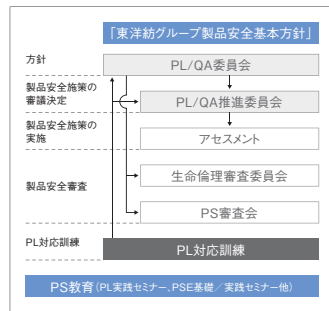 「東洋紡グループ製品安全基本方針」
方針
PL/QA委員会
製品安全施策の
審議決定
PL/QA推進委員会
製品安全施策の
実施
アセスメント
製品安全審査
生命倫理審査委員会
PS審査会
PL対応訓練
PL対応訓練
PS教育(PL実践セミナー、PSE基礎/実践セミナー他)